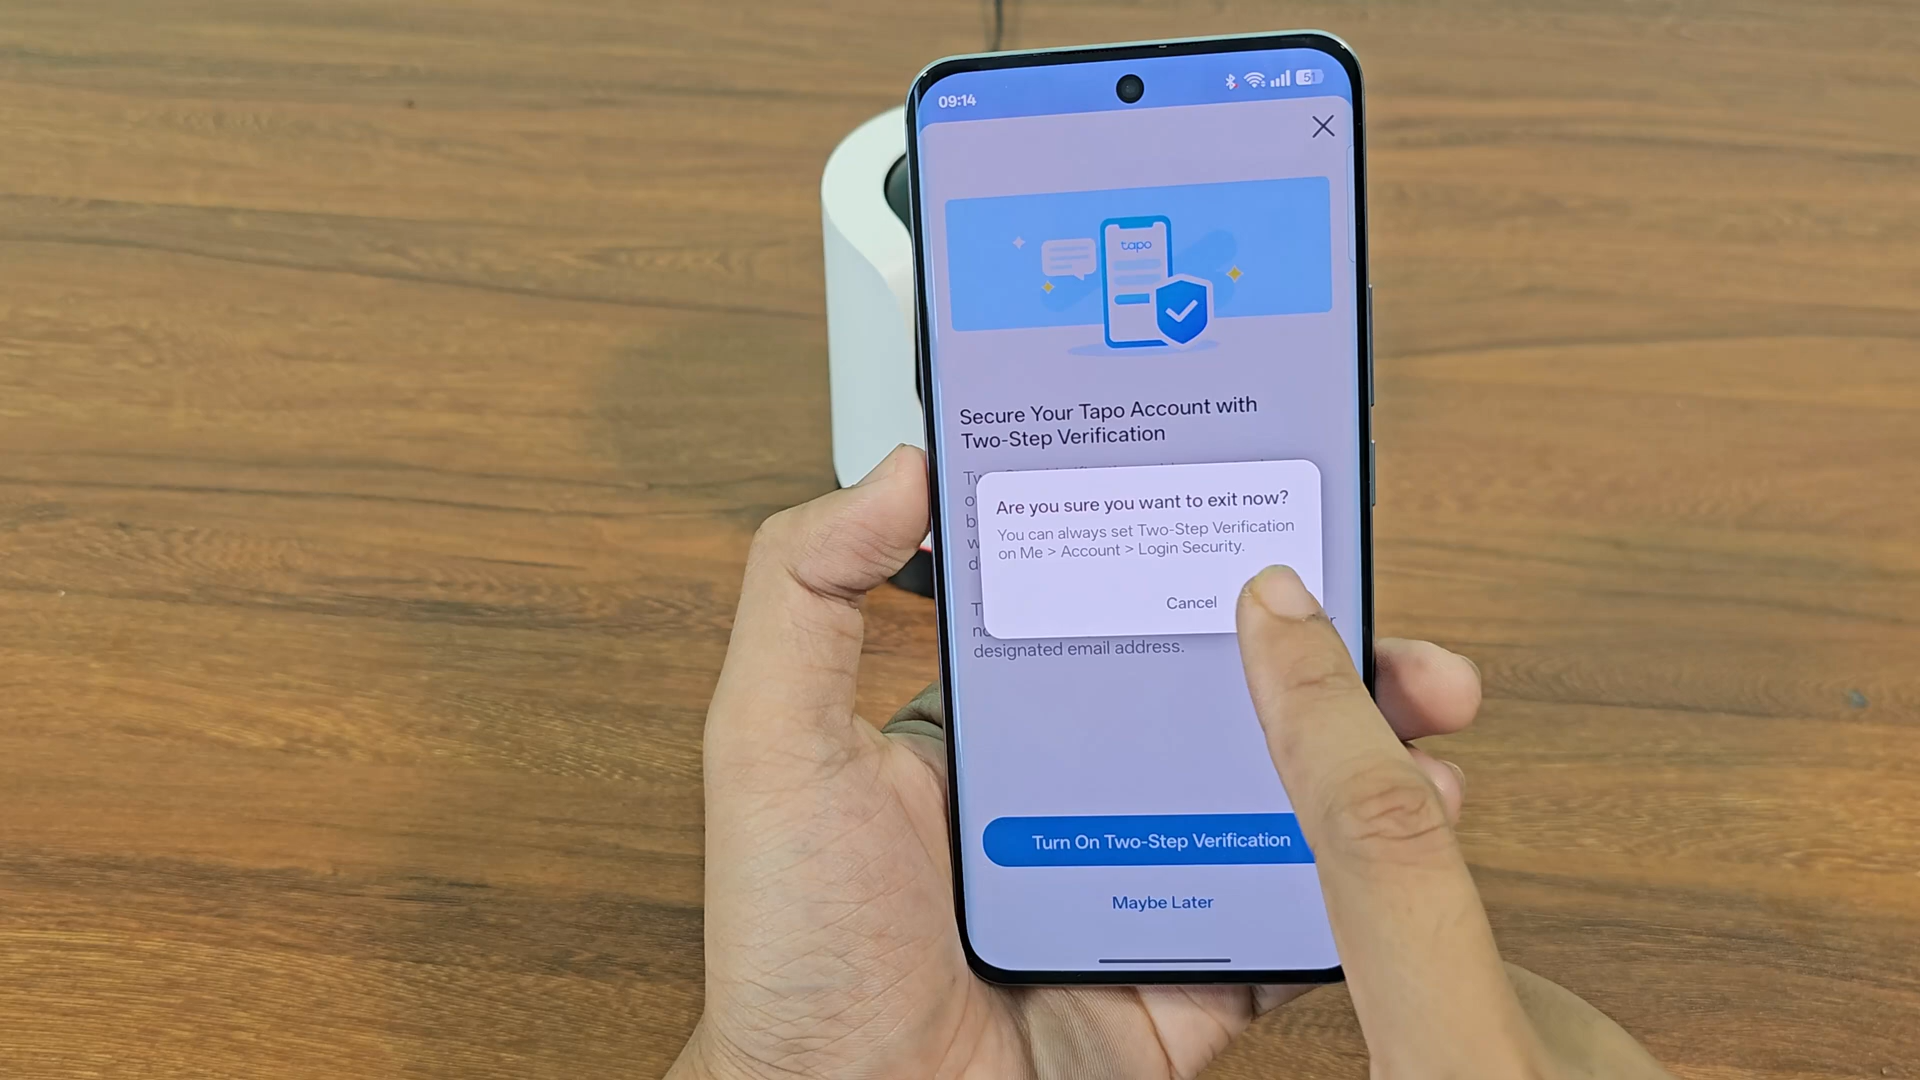 09:14
51
tapo
Secure Your Tapo Account with
Two-Step Verification
Are you sure you want to exit now?
You can always set Two-Step Verification
on Me > Account > Login Security.
Cancel
designated email address.
Turn On Two-Step Verification
Maybe Later